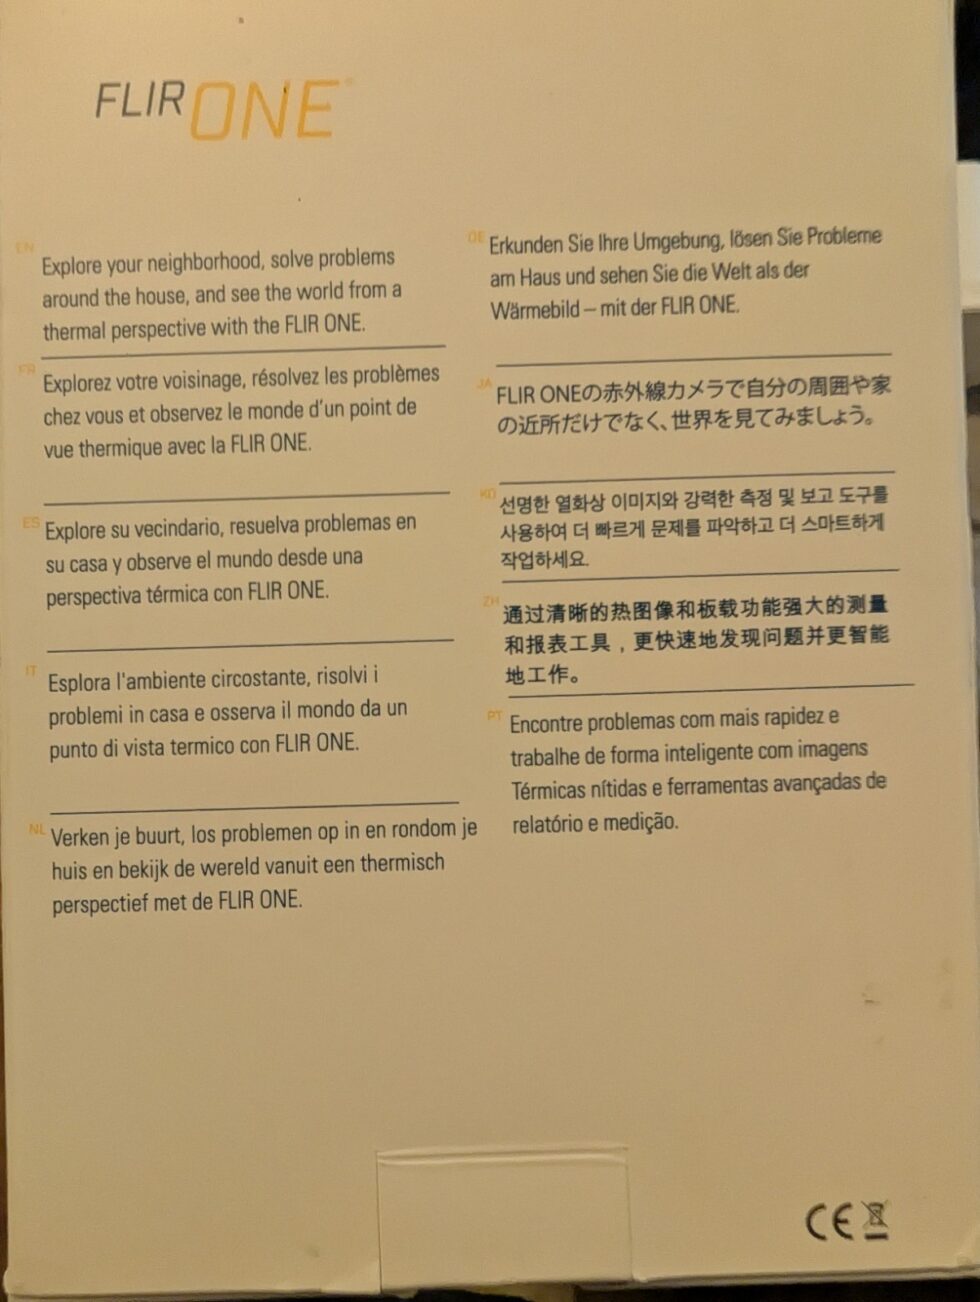 FLIR ONE®
EN
Explore your neighborhood, solve problems
around the house, and see the world from a
thermal perspective with the FLIR ONE.
FR
Explorez votre voisinage, résolvez les problèmes
chez vous et observez le monde d'un point de
vue thermique avec la FLIR ONE.
ES
Explore su vecindario, resuelva problemas en
su casa y observe el mundo desde una
perspectiva térmica con FLIR ONE.
IT
Esplora l'ambiente circostante, risolvi i
problemi in casa e osserva il mondo da un
punto di vista termico con FLIR ONE.
NL
Verken je buurt, los problemen op in en rondom je
huis en bekijk de wereld vanuit een thermisch
perspectief met de FLIR ONE.
DE
Erkunden Sie Ihre Umgebung, lösen Sie Probleme
am Haus und sehen Sie die Welt als der
Wärmebild – mit der FLIR ONE.
JA
FLIR ONEの赤外線カメラで自分の周囲や家
の近所だけでなく、世界を見てみましょう。
KO
선명한 열화상 이미지와 강력한 측정 및 보고 도구를
사용하여 더 빠르게 문제를 파악하고 더 스마트하게
작업하세요.
ZH
通过清晰的热图像和板载功能强大的测量
和报表工具，更快速地发现问题并更智能
地工作。
PT
Encontre problemas com mais rapidez e
trabalhe de forma inteligente com imagens
Térmicas nítidas e ferramentas avançadas de
relatório e medição.
CE